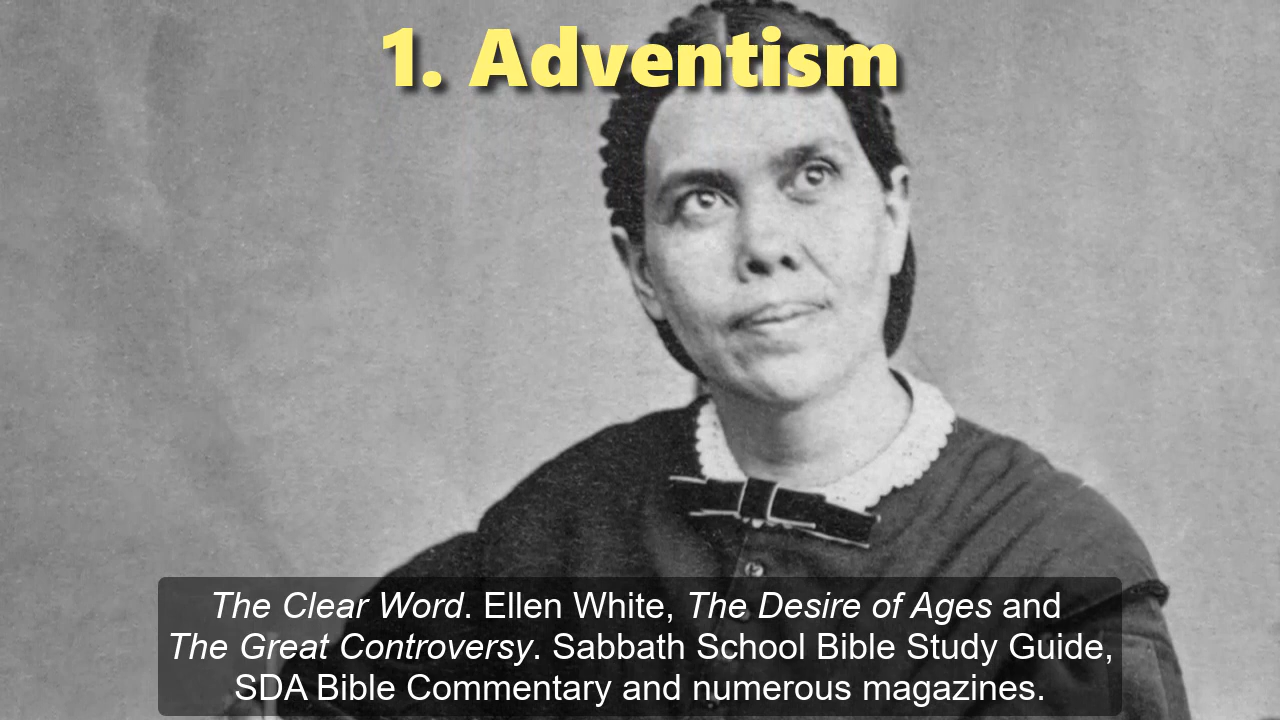 1. Adventism
The Clear Word. Ellen White, The Desire of Ages and
The Great Controversy. Sabbath School Bible Study Guide,
SDA Bible Commentary and numerous magazines.